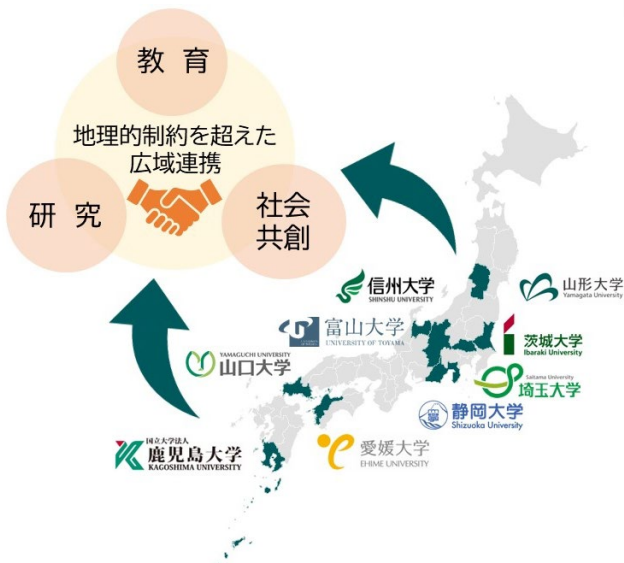 教 育
地理的制約を超えた
広域連携
研 究
社会
共創
信州大学
SHINSHU UNIVERSITY
山形大学
Yamagata University
富山大学
UNIVERSITY OF TOYAMA
茨城大学
Ibaraki University
YAMAGUCHI UNIVERSITY
山口大学
Saitama University
埼玉大学
静岡大学
Shizuoka University
国立大学法人
鹿児島大学
KAGOSHIMA UNIVERSITY
愛媛大学
EHIME UNIVERSITY